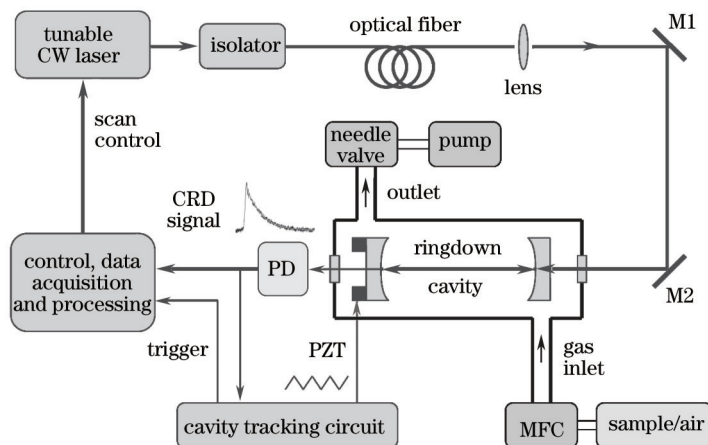 tunable
CW laser
isolator
optical fiber
lens
M1
scan
control
needle
valve
pump
outlet
CRD
signal
control, data
acquisition
and processing
PD
ringdown
cavity
M2
trigger
PZT
gas
inlet
cavity tracking circuit
MFC
sample/air